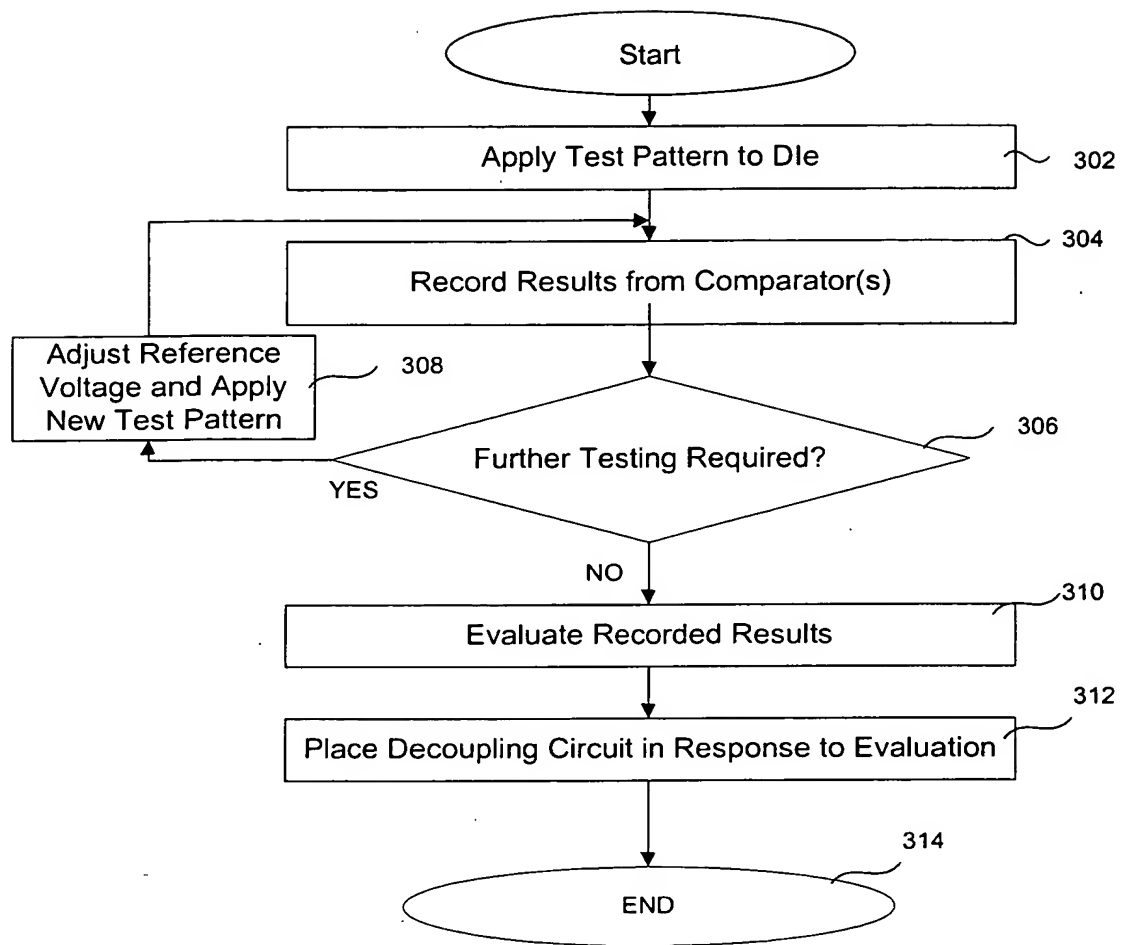 Start
Apply Test Pattern to DIe
302
Record Results from Comparator(s)
304
Adjust Reference
Voltage and Apply
New Test Pattern
308
Further Testing Required?
306
YES
NO
Evaluate Recorded Results
310
Place Decoupling Circuit in Response to Evaluation
312
END
314